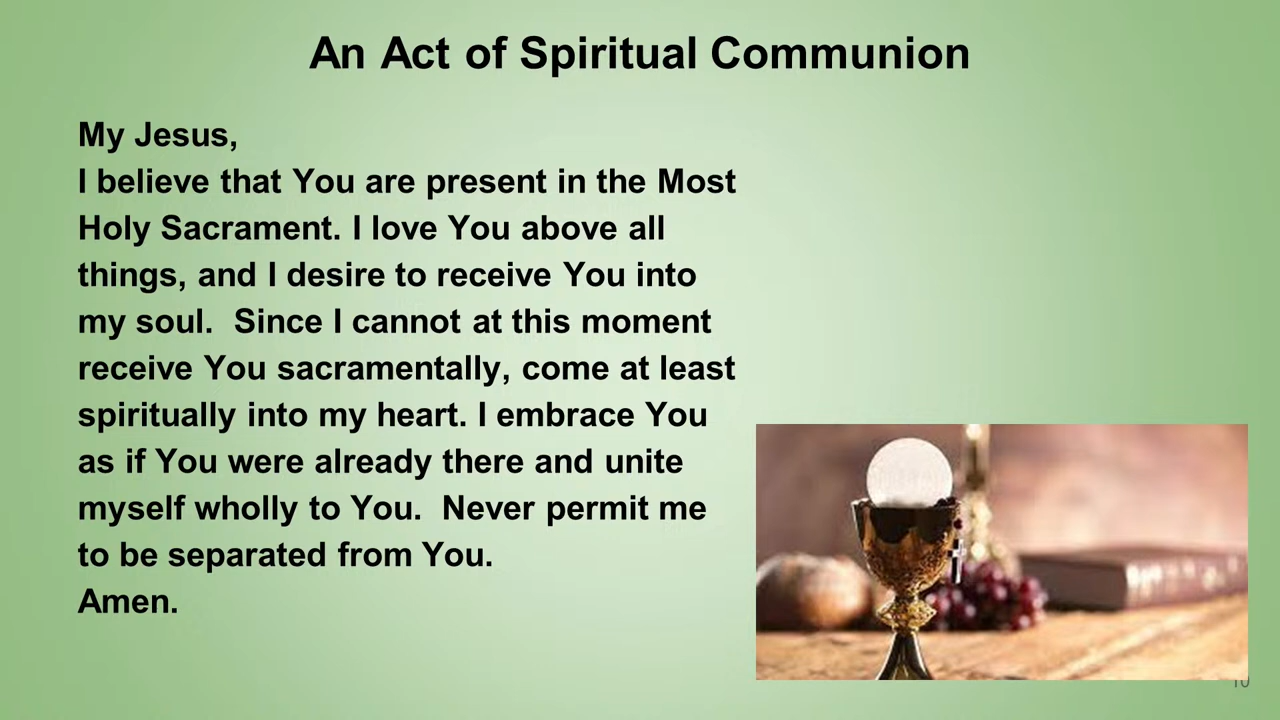 An Act of Spiritual Communion
My Jesus,
I believe that You are present in the Most
Holy Sacrament. I love You above all
things, and I desire to receive You into
my soul.  Since I cannot at this moment
receive You sacramentally, come at least
spiritually into my heart. I embrace You
as if You were already there and unite
myself wholly to You.  Never permit me
to be separated from You.
Amen.
10